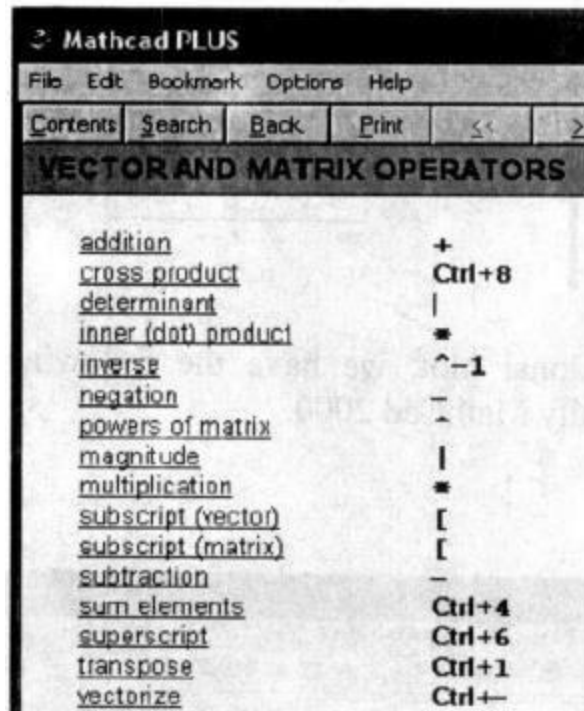 Mathcad PLUS
File Edit Bookmark Options Help
Contents Search Back Print << >
VECTOR AND MATRIX OPERATORS
addition +
cross product Ctrl+8
determinant |
inner (dot) product *
inverse ^-1
negation -
powers of matrix ^
magnitude |
multiplication *
subscript (vector) [
subscript (matrix) [
subtraction -
sum elements Ctrl+4
superscript Ctrl+6
transpose Ctrl+1
vectorize Ctrl+-